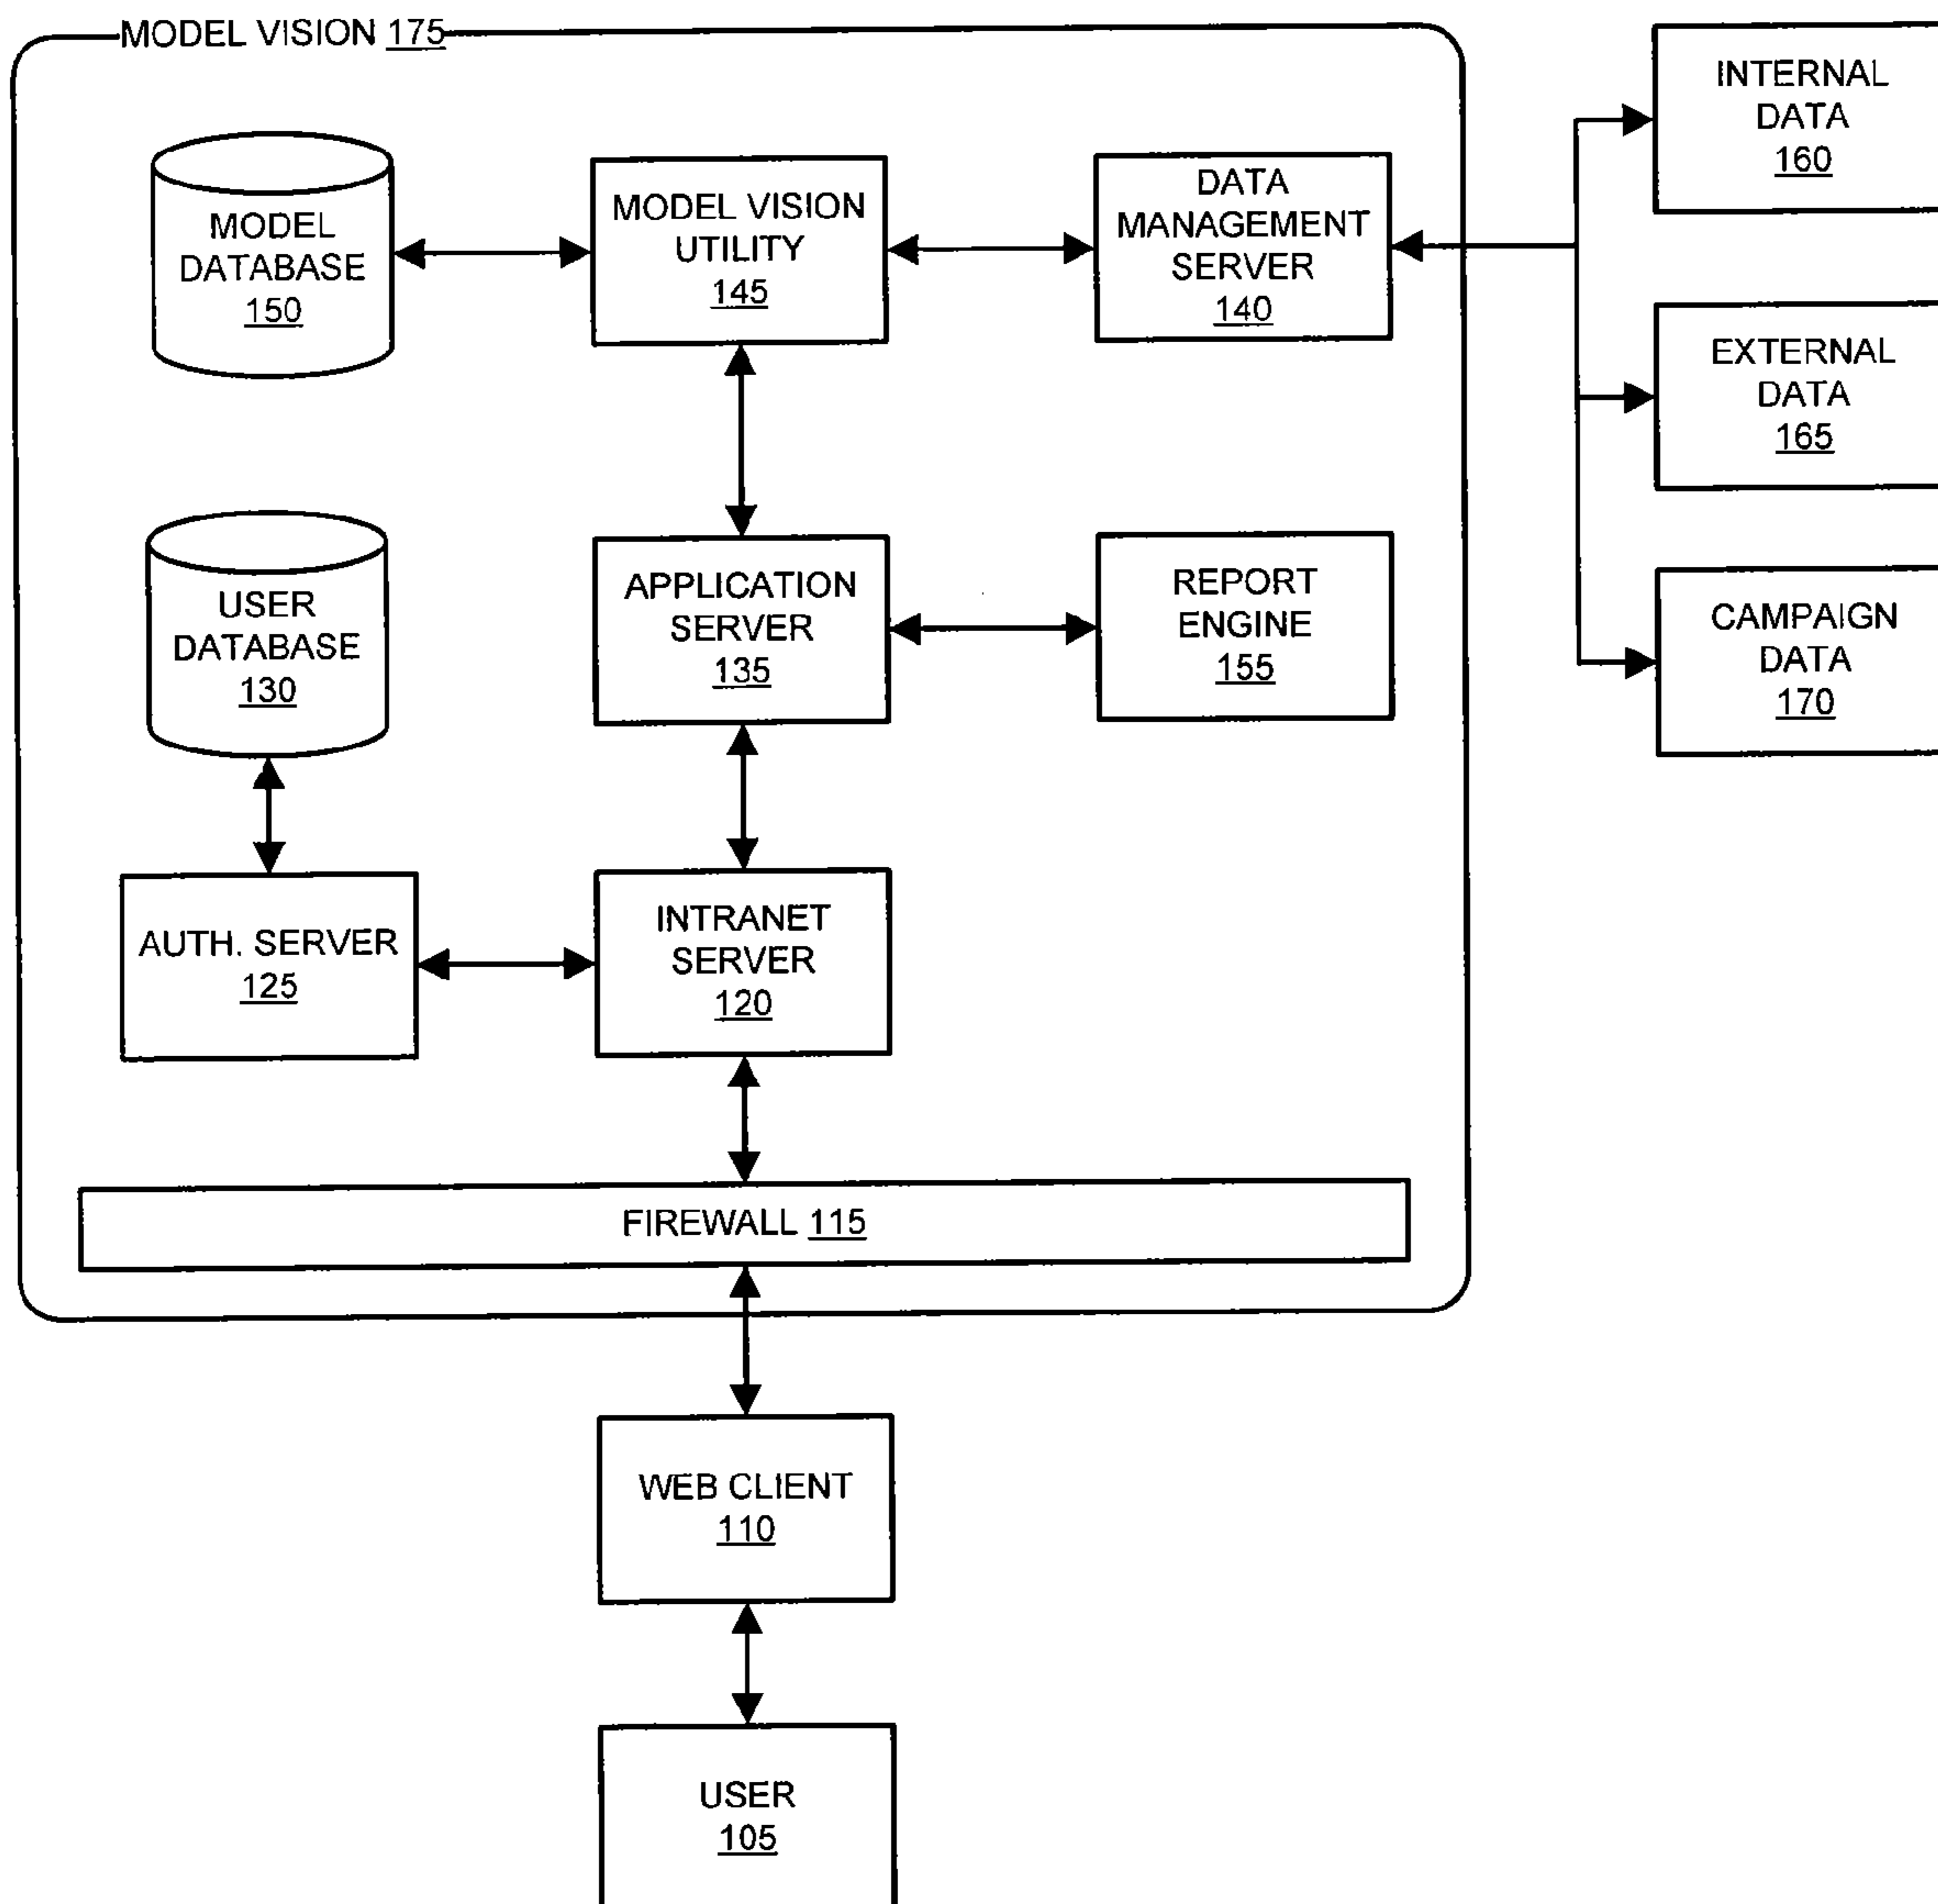 MODEL VISION 175
MODEL
DATABASE
150
MODEL VISION
UTILITY
145
DATA
MANAGEMENT
SERVER
140
INTERNAL
DATA
160
EXTERNAL
DATA
165
CAMPAIGN
DATA
170
USER
DATABASE
130
APPLICATION
SERVER
135
REPORT
ENGINE
155
AUTH. SERVER
125
INTRANET
SERVER
120
FIREWALL 115
WEB CLIENT
110
USER
105